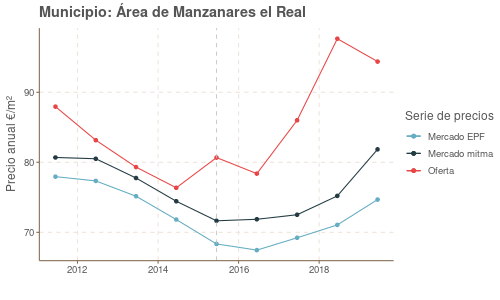 Municipio: Área de Manzanares el Real
Precio anual €/m²
90
80
70
2012
2014
2016
2018
Serie de precios
Mercado EPF
Mercado mitma
Oferta